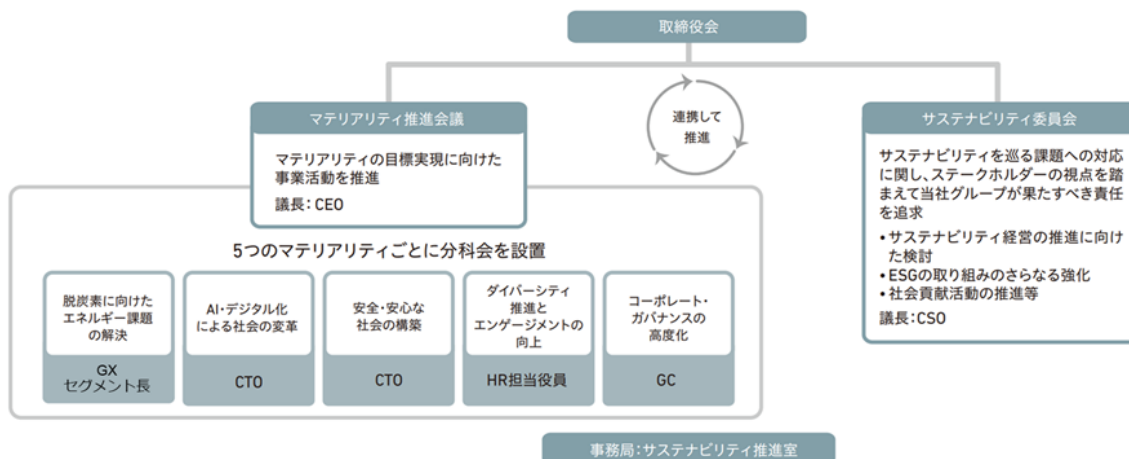 取締役会
マテリアリティ推進会議
マテリアリティの目標実現に向けた
事業活動を推進
議長：CEO
連携して
推進
サステナビリティ委員会
サステナビリティを巡る課題への対応
に関し、ステークホルダーの視点を踏
まえて当社グループが果たすべき責任
を追求
•サステナビリティ経営の推進に向け
た検討
•ESGの取り組みのさらなる強化
•社会貢献活動の推進等
議長：CSO
5つのマテリアリティごとに分科会を設置
脱炭素に向けた
エネルギー課題
の解決
GX
セグメント長
AI・デジタル化
による社会の変革
CTO
安全・安心な
社会の構築
CTO
ダイバーシティ
推進と
エンゲージメントの
向上
HR担当役員
コーポレート・
ガバナンスの
高度化
GC
事務局：サステナビリティ推進室